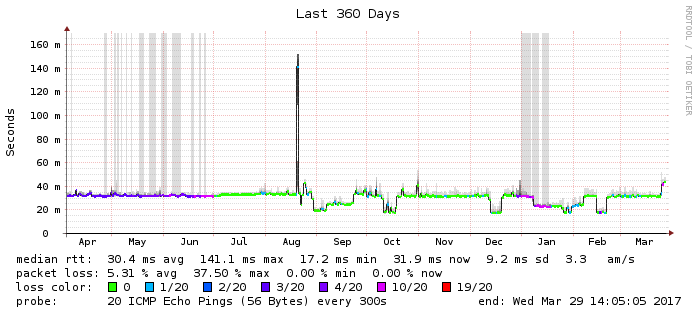 Last 360 Days
RRDTOOL / TOBI OETIKER
Seconds
160 m
140 m
120 m
100 m
80 m
60 m
40 m
20 m
0
Apr May Jun Jul Aug Sep Oct Nov Dec Jan Feb Mar
median rtt: 30.4 ms avg 141.1 ms max 17.2 ms min 31.9 ms now 9.2 ms sd 3.3 am/s
packet loss: 5.31 % avg 37.50 % max 0.00 % min 0.00 % now
loss color: 0 1/20 2/20 3/20 4/20 10/20 19/20
probe: 20 ICMP Echo Pings (56 Bytes) every 300s end: Wed Mar 29 14:05:05 2017